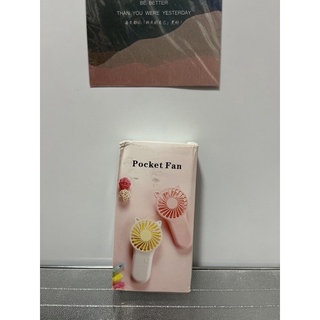 BE BETTER
THAN YOU WERE YESTERDAY
Pocket Fan